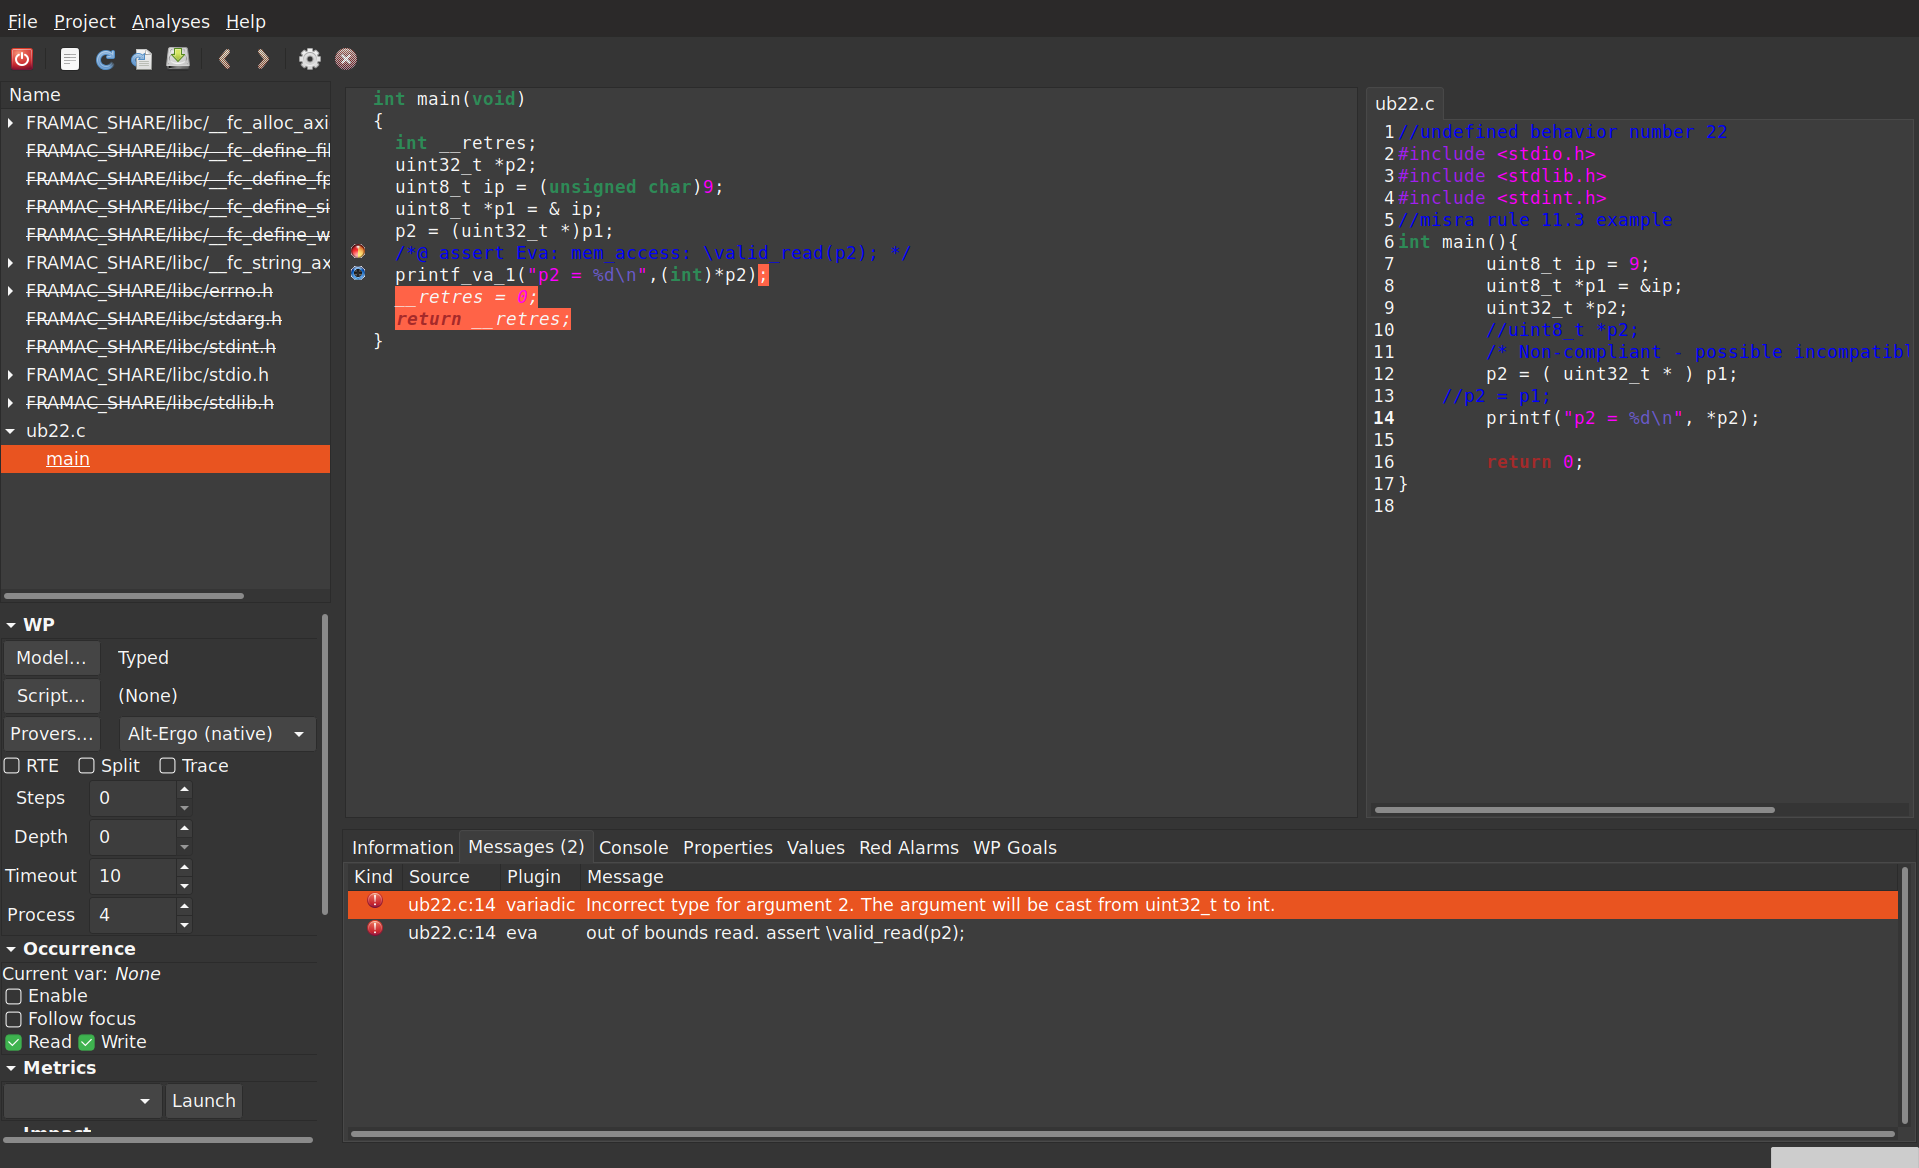 File Project Analyses Help
Name
FRAMAC_SHARE/libc/__fc_alloc_axi
FRAMAC_SHARE/libc/__fc_define_fil
FRAMAC_SHARE/libc/__fc_define_fp
FRAMAC_SHARE/libc/__fc_define_si
FRAMAC_SHARE/libc/__fc_define_w
FRAMAC_SHARE/libc/__fc_string_ax
FRAMAC_SHARE/libc/errno.h
FRAMAC_SHARE/libc/stdarg.h
FRAMAC_SHARE/libc/stdint.h
FRAMAC_SHARE/libc/stdio.h
FRAMAC_SHARE/libc/stdlib.h
ub22.c
main
WP
Model... Typed
Script... (None)
Provers... Alt-Ergo (native)
RTE Split Trace
Steps 0
Depth 0
Timeout 10
Process 4
Occurrence
Current var: None
Enable
Follow focus
Read Write
Metrics
Launch
Impact
int main(void)
{
int __retres;
uint32_t *p2;
uint8_t ip = (unsigned char)9;
uint8_t *p1 = & ip;
p2 = (uint32_t *)p1;
/*@ assert Eva: mem_access: \valid_read(p2); */
printf_va_1("p2 = %d\n",(int)*p2);
__retres = 0;
return __retres;
}
ub22.c
1 //undefined behavior number 22
2 #include <stdio.h>
3 #include <stdlib.h>
4 #include <stdint.h>
5 //misra rule 11.3 example
6 int main(){
7 uint8_t ip = 9;
8 uint8_t *p1 = &ip;
9 uint32_t *p2;
10 //uint8_t *p2;
11 /* Non-compliant - possible incompatibl
12 p2 = ( uint32_t * ) p1;
13 //p2 = p1;
14 printf("p2 = %d\n", *p2);
15
16 return 0;
17 }
18
Information Messages (2) Console Properties Values Red Alarms WP Goals
Kind Source Plugin Message
ub22.c:14 variadic Incorrect type for argument 2. The argument will be cast from uint32_t to int.
ub22.c:14 eva out of bounds read. assert \valid_read(p2);